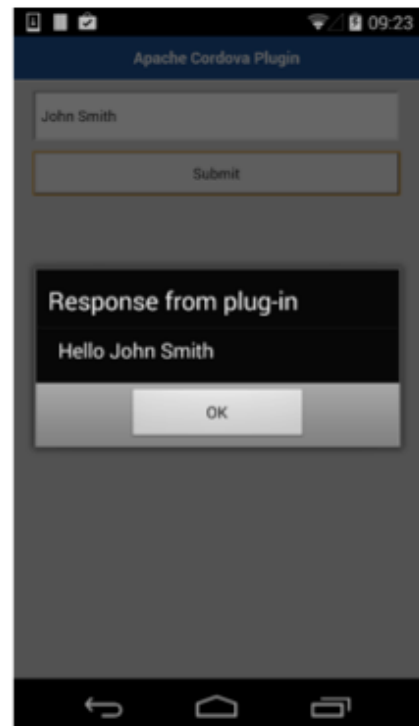 09:23
Apache Cordova Plugin
John Smith
Submit
Response from plug-in
Hello John Smith
OK